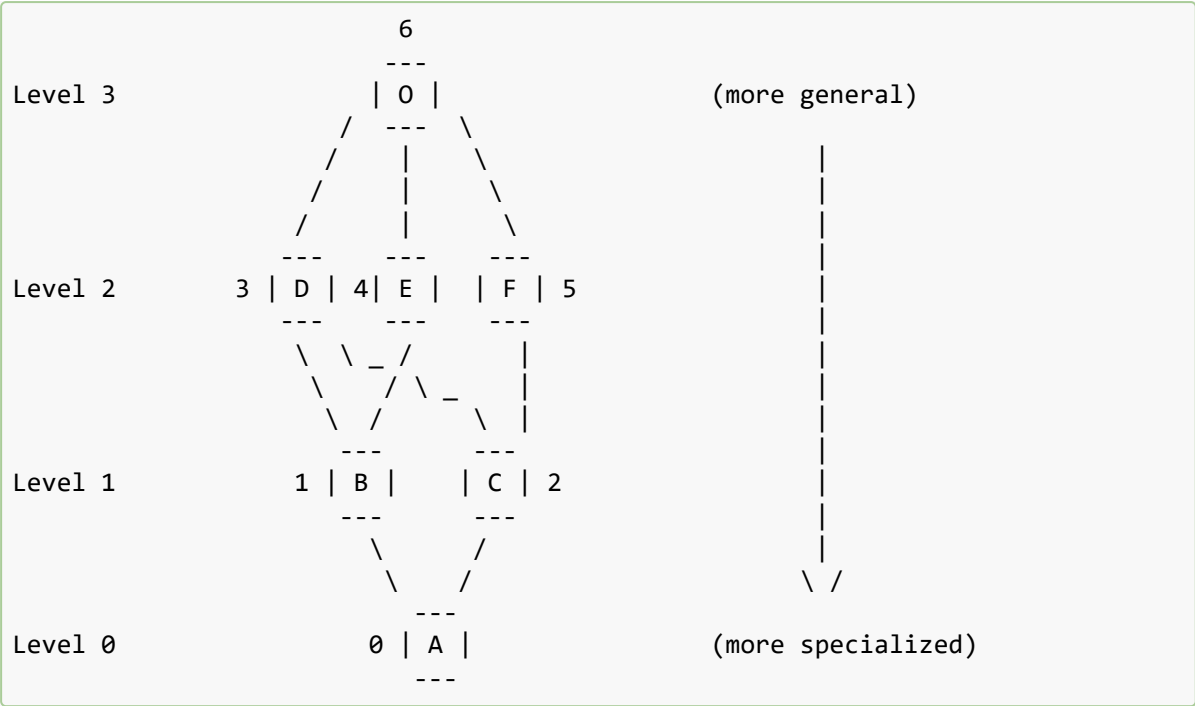 6
                         ---
Level 3                 | O |                  (more general)
                      /  ---  \
                     /    |    \                      |
                    /     |     \                     |
                   /      |      \                    |
                  ---    ---    ---                   |
Level 2        3 | D | 4| E |  | F | 5                |
                  ---    ---    ---                   |
                   \  \ _ /       |                   |
                    \    / \ _    |                   |
                     \  /      \  |                   |
                      ---      ---                    |
Level 1            1 | B |    | C | 2                 |
                      ---      ---                    |
                        \      /                      |
                         \    /                      \ /
                           ---
Level 0                 0 | A |                (more specialized)
                           ---